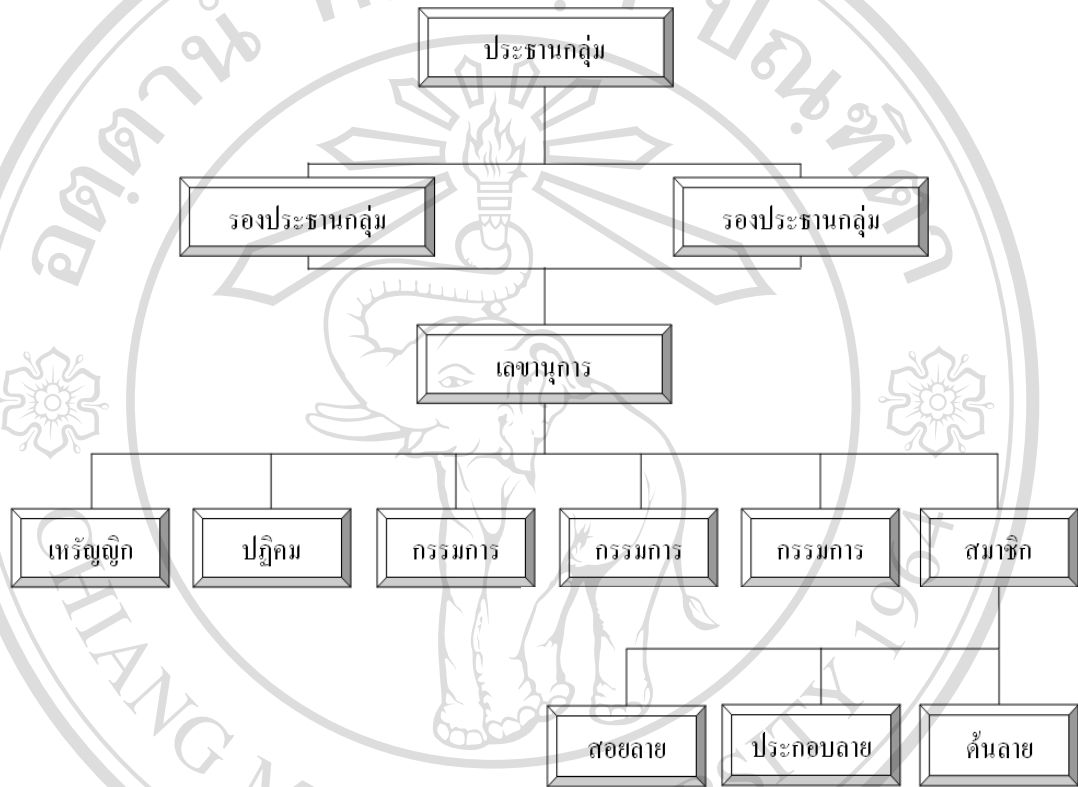 ประธานกลุ่ม
รองประธานกลุ่ม รองประธานกลุ่ม
เลขานุการ
เหรัญญิก ปฏิคม กรรมการ กรรมการ กรรมการ สมาชิก
สอยลาย ประกอบลาย ด้นลาย
CHIANG 1964